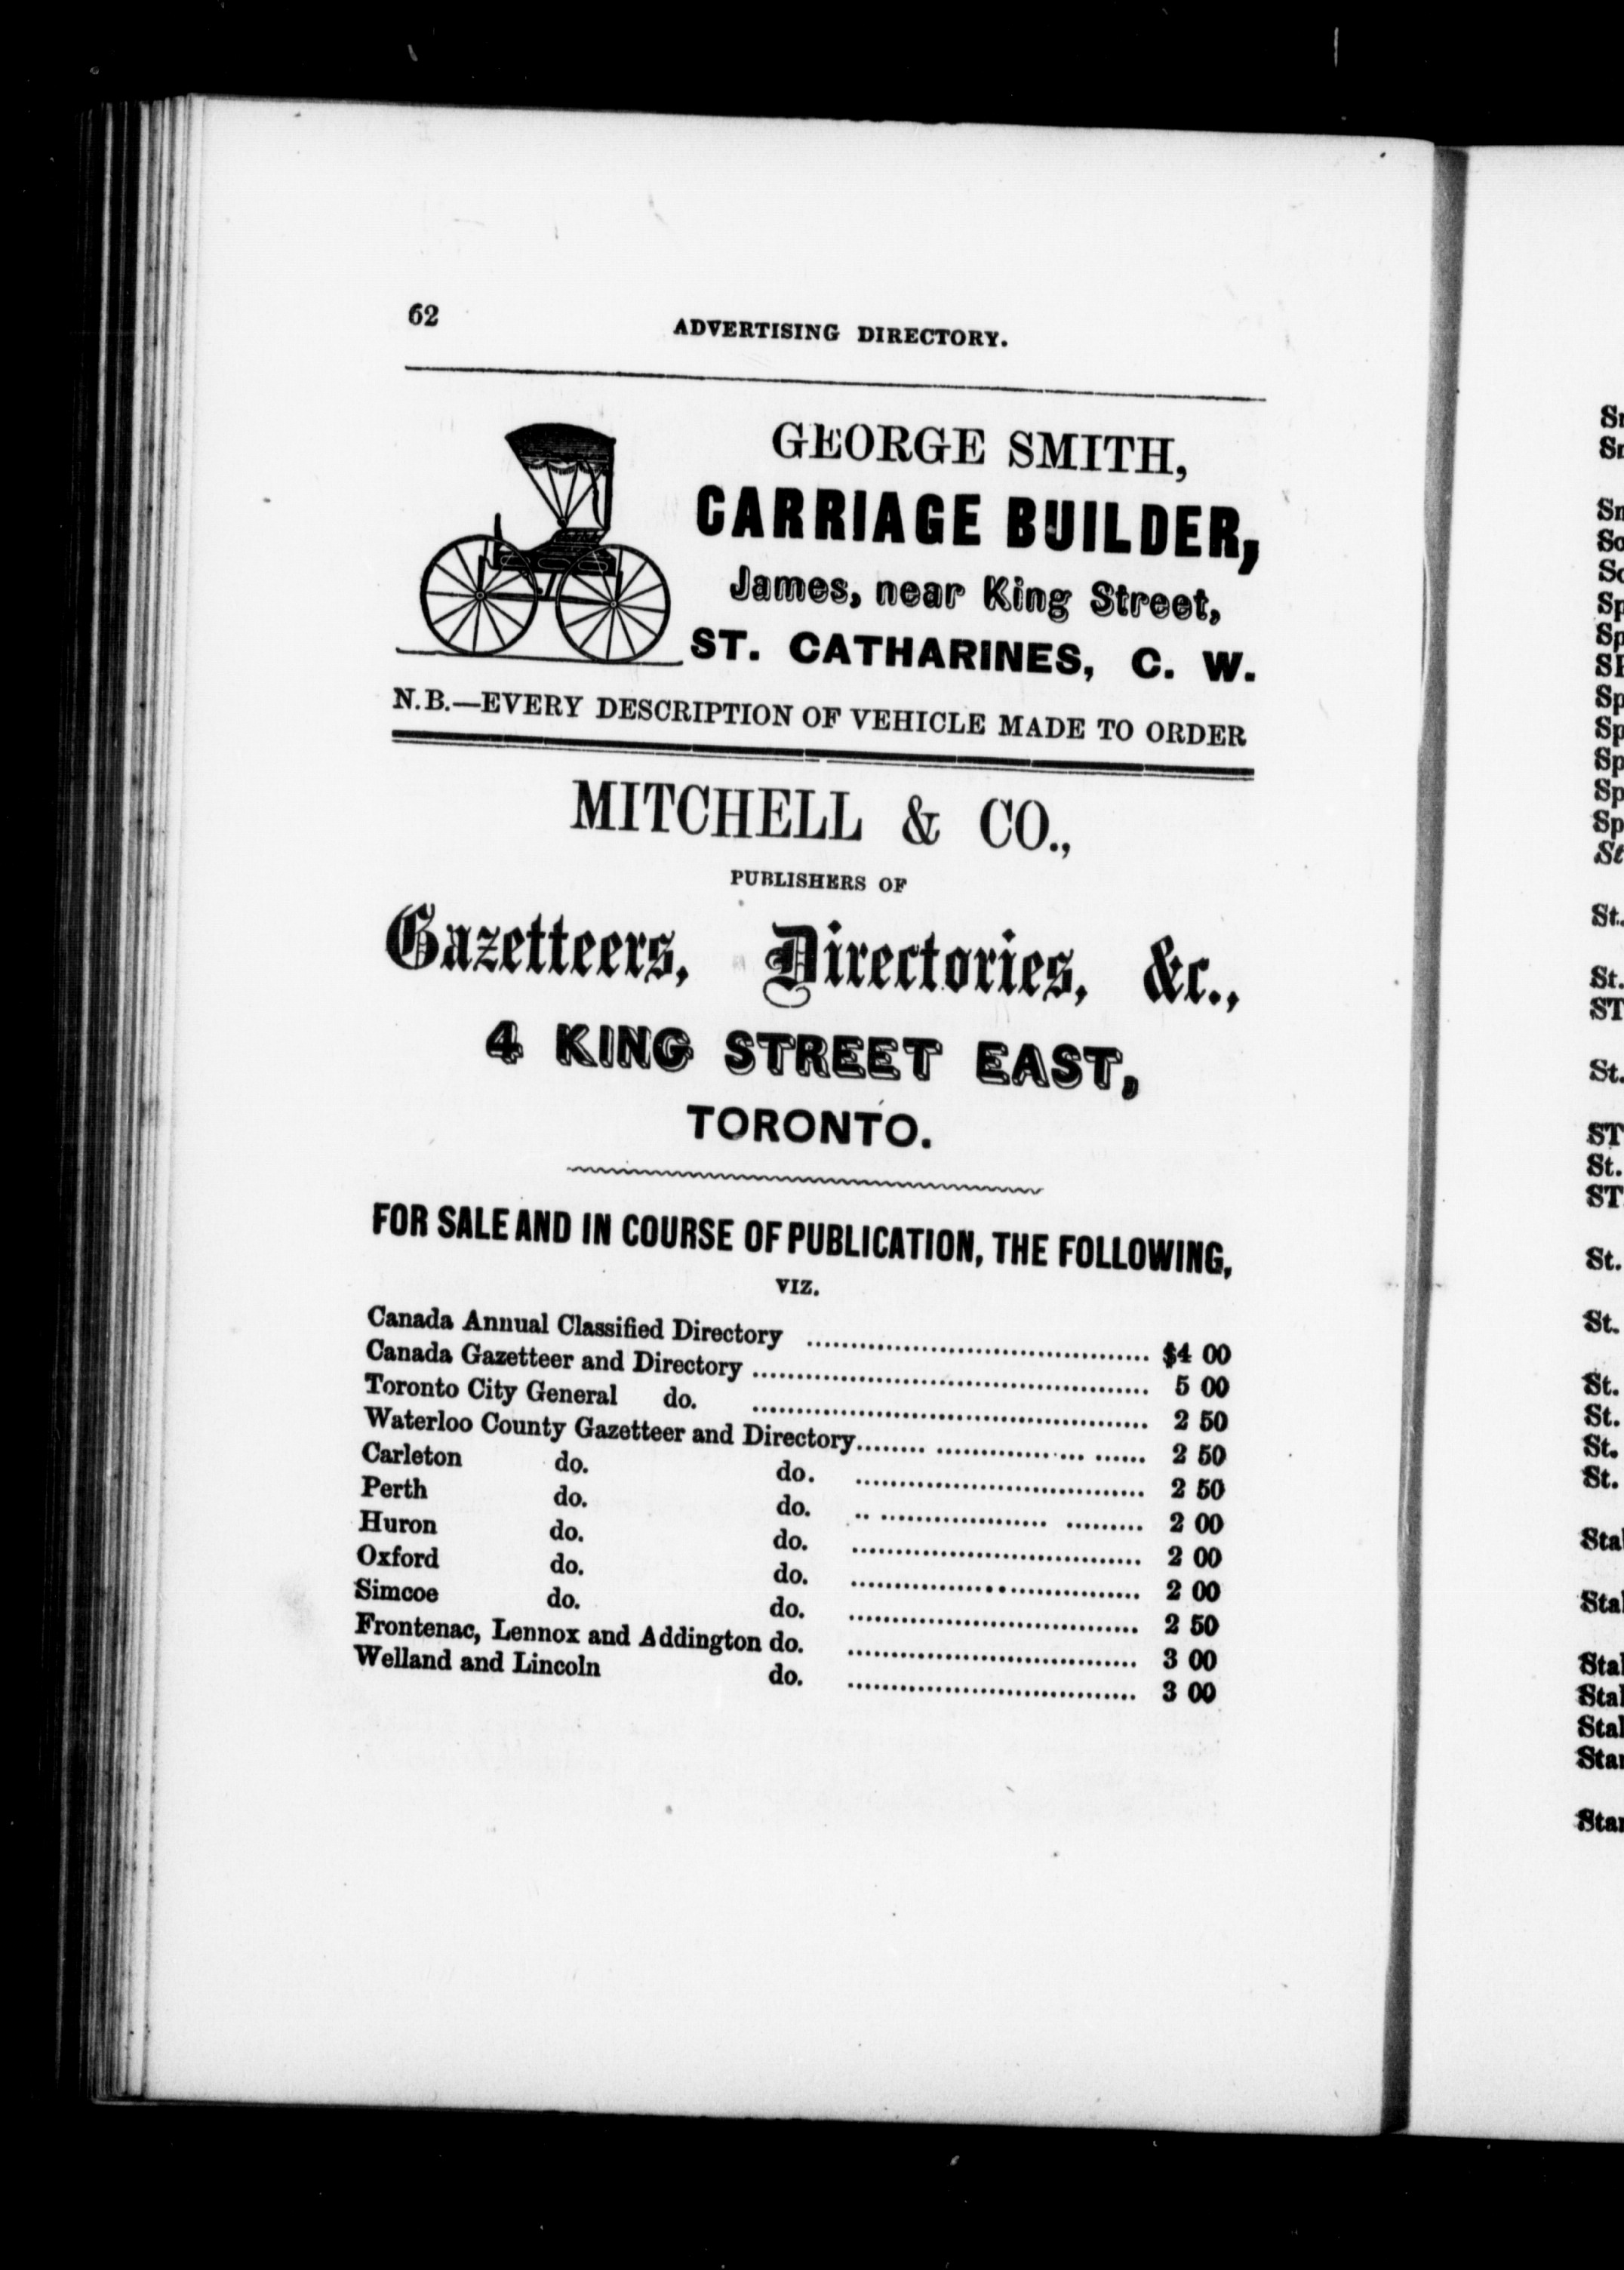 62
ADVERTISING DIRECTORY.
GEORGE SMITH,
CARRIAGE BUILDER,
James, near King Street,
ST. CATHARINES, C. W.
N.B.—EVERY DESCRIPTION OF VEHICLE MADE TO ORDER
MITCHELL & CO.,
PUBLISHERS OF
Gazetteers, Directories, &c.,
4 KING STREET EAST,
TORONTO.
FOR SALE AND IN COURSE OF PUBLICATION, THE FOLLOWING,
VIZ.
Canada Annual Classified Directory ........................................ $4 00
Canada Gazetteer and Directory .............................................. 5 00
Toronto City General do. .............................................. 2 50
Waterloo County Gazetteer and Directory........ ................ ...... 2 50
Carleton do. do. .................................. 2 50
Perth do. do. .. ................... ......... 2 00
Huron do. do. .................................. 2 00
Oxford do. do. .................................. 2 00
Simcoe do. do. .................................. 2 50
Frontenac, Lennox and Addington do. .................................. 3 00
Welland and Lincoln do. .................................. 3 00